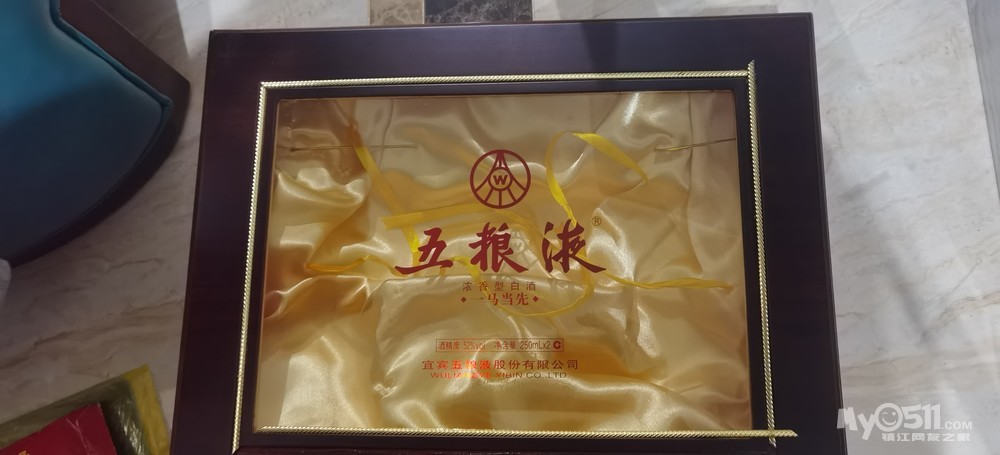 W
五粮液®
浓香型白酒
◆一马当先◆
酒精度 52%vol 净含量 250mL×2 C
宜宾五粮液股份有限公司
YIBIN CO.,LTD
My0511.COM
镇江网友之家